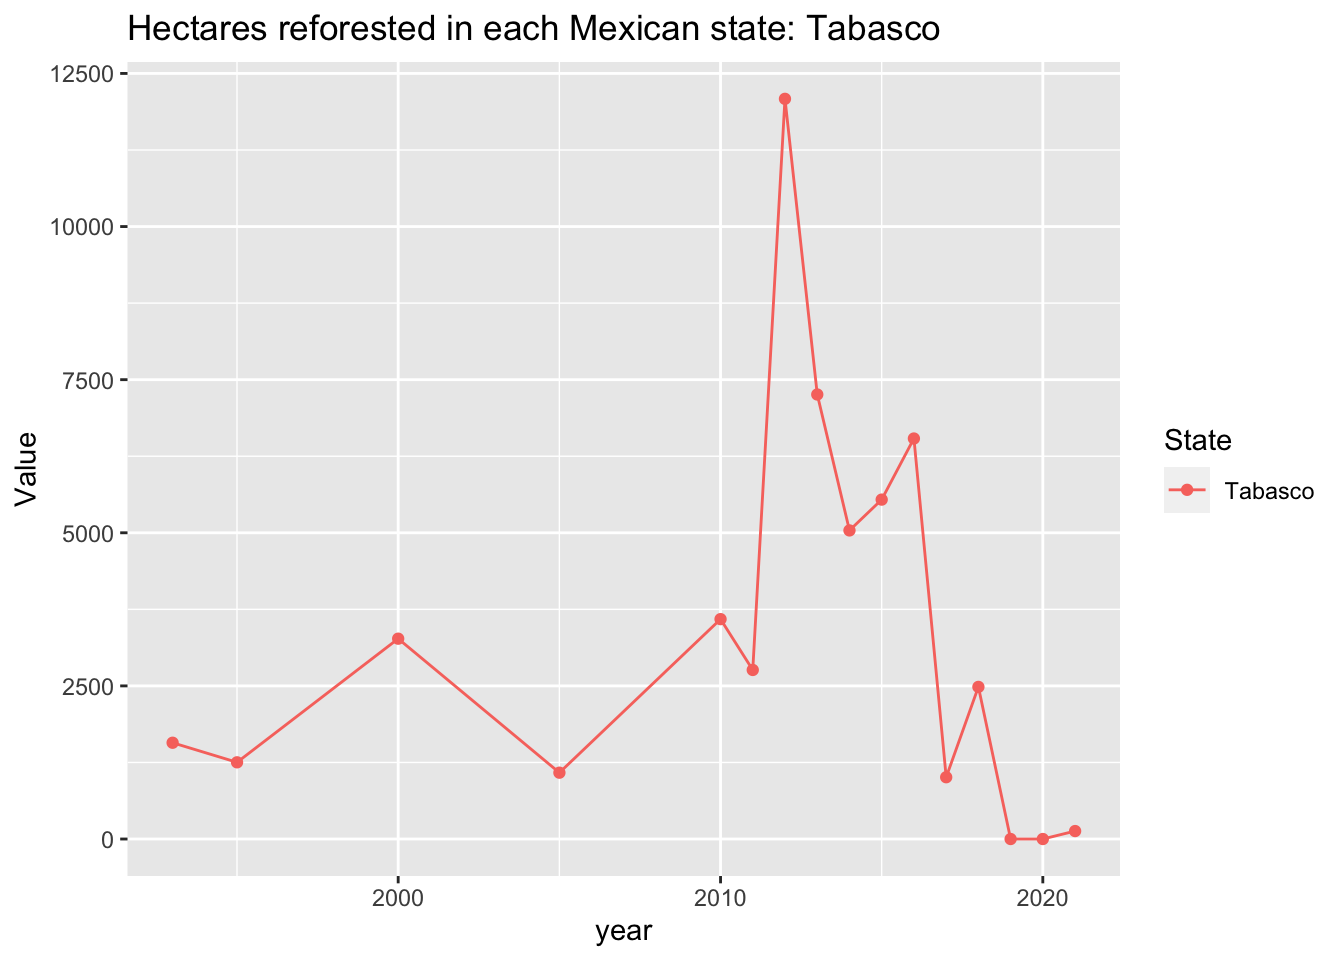 Hectares reforested in each Mexican state: Tabasco
12500
10000
7500
5000
2500
0
Value
2000 2010 2020
year
State
Tabasco